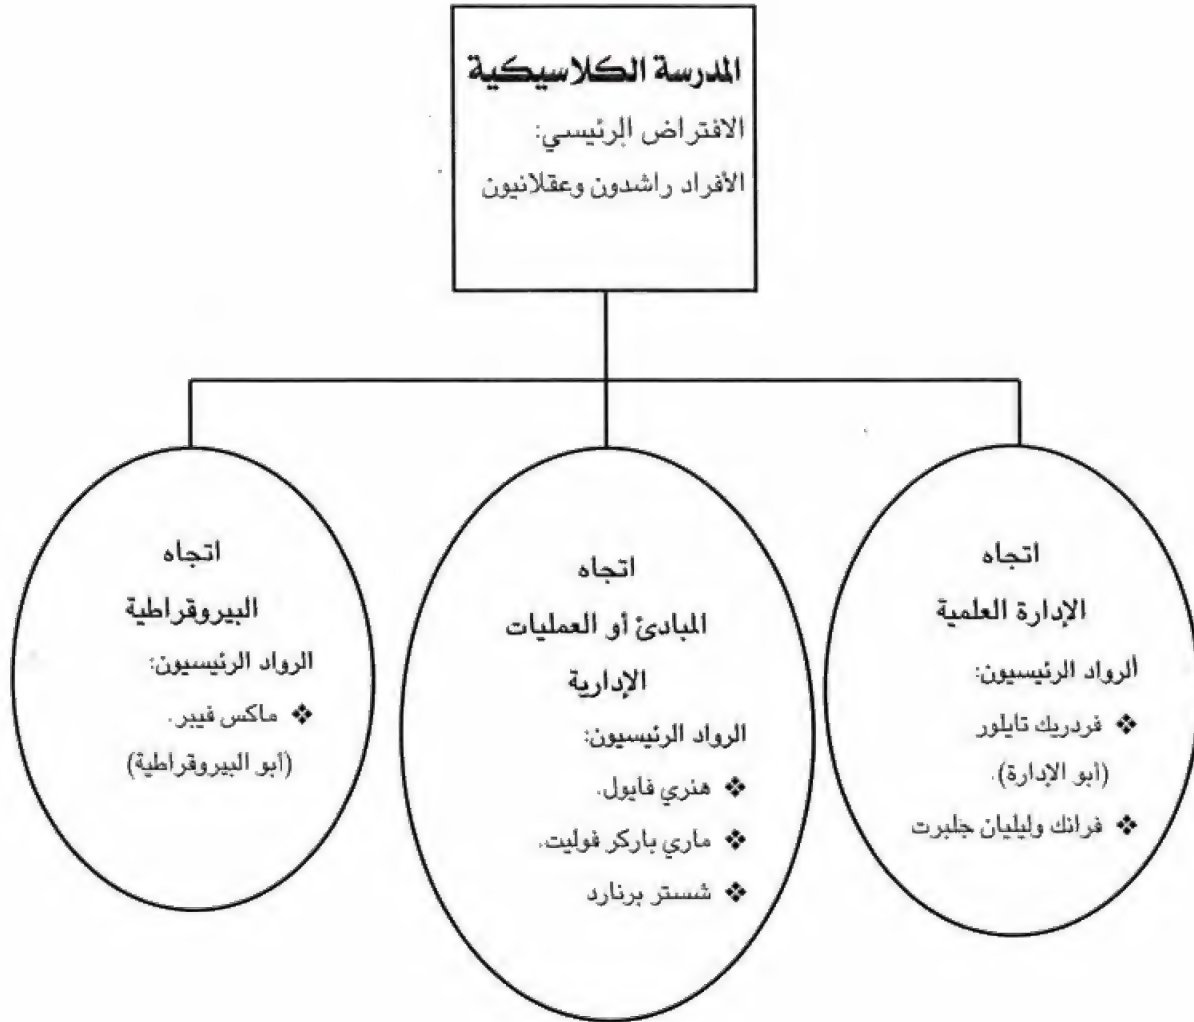 المدرسة الكلاسيكية
الافتراض الرئيسي:
الأفراد راشدون وعقلانيون
اتجاه
الإدارة العلمية
ألرواد الرئيسيون:
❖ فردريك تايلور
(أبو الإدارة).
❖ فرانك وليليان جلبرت
اتجاه
المبادئ أو العمليات
الإدارية
الرواد الرئيسيون:
❖ هنري فايول.
❖ ماري باركر فوليت.
❖ شستر برنارد
اتجاه
البيروقراطية
الرواد الرئيسيون:
❖ ماكس فيبر.
(أبو البيروقراطية)